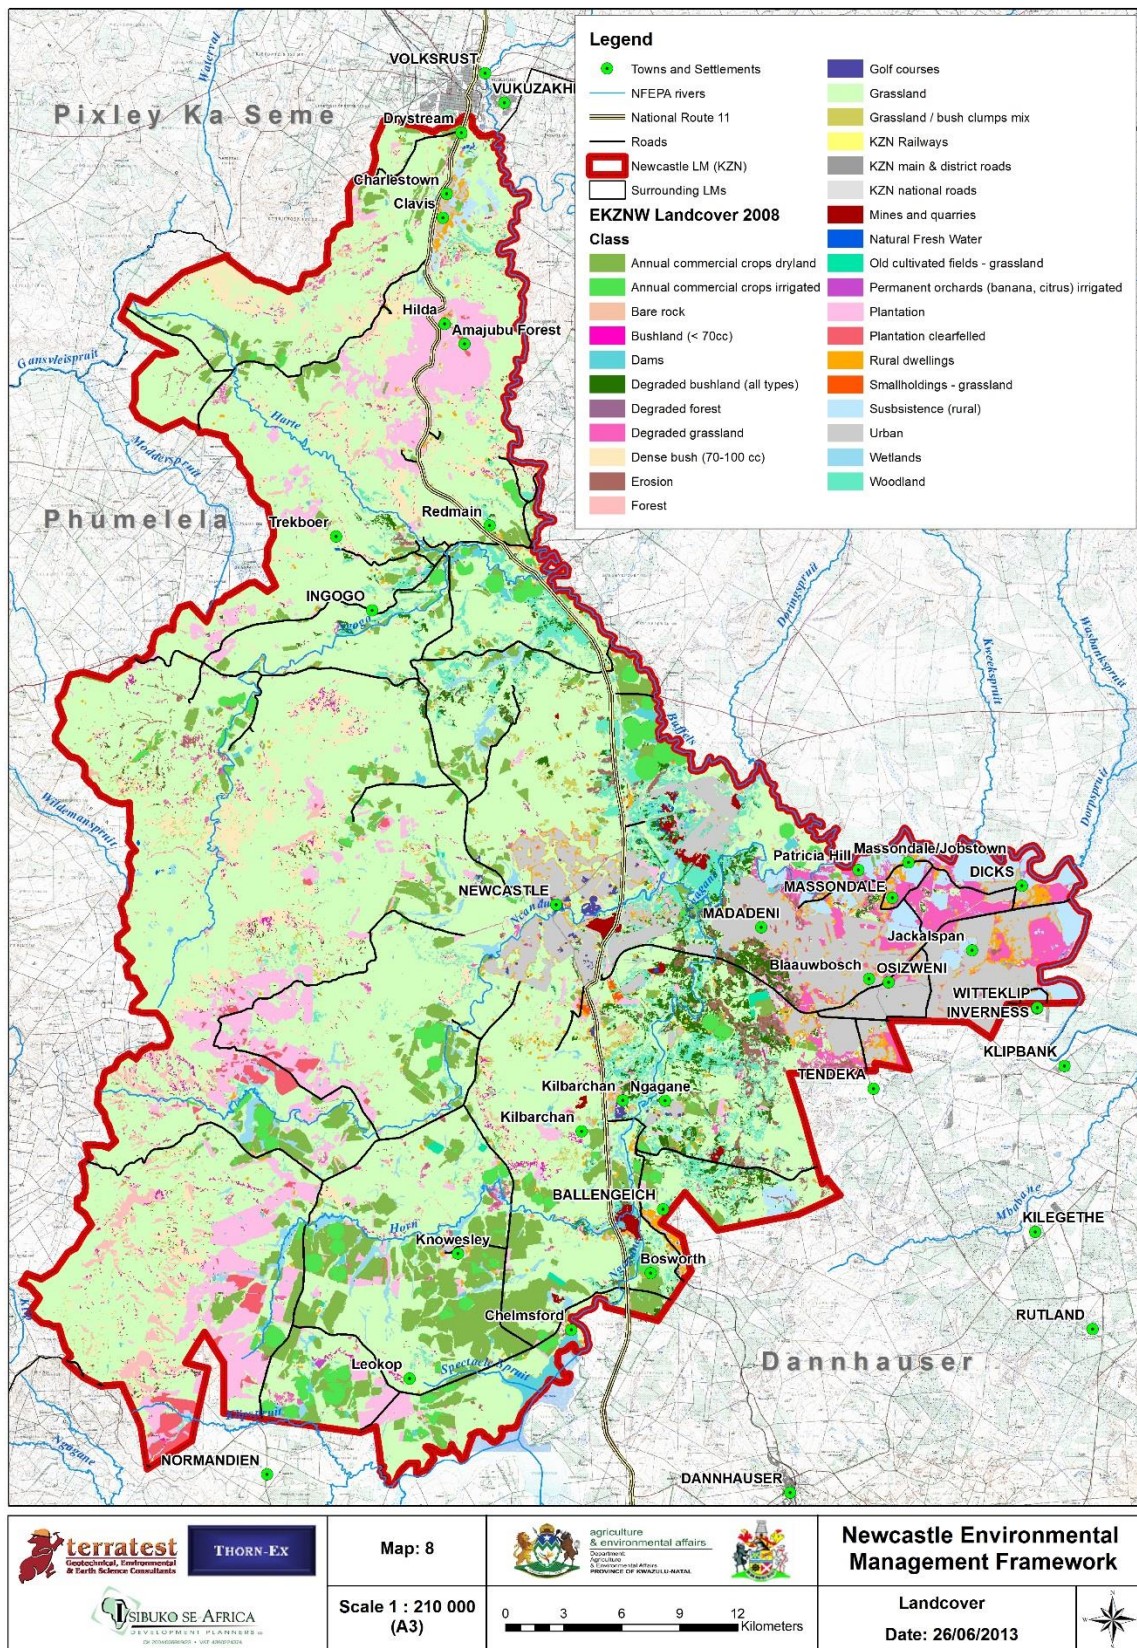 VOLKSRUST
VUKUZAKHE
Waterval
Pixley Ka Seme
Drystream
Charlestown
Clavis
Hilda
Amajubu Forest
Gansvleispruit
Harte
Modderspruit
Phumelela
Trekboer
Redmain
INGOGO
Ngogo
Doringspruit
Kweekspruit
Wasbankspruit
Buffels
Wildemanspruit
Dorpspruit
Patricia Hill
Massondale/Jobstown
MASSONDALE
DICKS
NEWCASTLE
Ncandu
Ngagane
MADADENI
Jackalspan
Blaauwbosch
OSIZWENI
WITTEKLIP
INVERNESS
KLIPBANK
TENDEKA
Kilbarchan
Ngagane
Kilbarchan
BALLENGEICH
Mbabane
Horn
KILEGETHE
Knowesley
Bosworth
Chelmsford
RUTLAND
Leokop
Spectacle Spruit
Dannhauser
Klipspruit
Ngogane
NORMANDIEN
DANNHAUSER
Legend
Towns and Settlements
NFEPA rivers
National Route 11
Roads
Newcastle LM (KZN)
Surrounding LMs
EKZNW Landcover 2008
Class
Annual commercial crops dryland
Annual commercial crops irrigated
Bare rock
Bushland (< 70cc)
Dams
Degraded bushland (all types)
Degraded forest
Degraded grassland
Dense bush (70-100 cc)
Erosion
Forest
Golf courses
Grassland
Grassland / bush clumps mix
KZN Railways
KZN main & district roads
KZN national roads
Mines and quarries
Natural Fresh Water
Old cultivated fields - grassland
Permanent orchards (banana, citrus) irrigated
Plantation
Plantation clearfelled
Rural dwellings
Smallholdings - grassland
Susbsistence (rural)
Urban
Wetlands
Woodland
terratest
Geotechnical, Environmental
& Earth Science Consultants
THORN-EX
ISIBUKO SE AFRICA
DEVELOPMENT PLANNERS
Map: 8
Scale 1 : 210 000
(A3)
agriculture
& environmental affairs
Department:
Agriculture
& Environmental Affairs
PROVINCE OF KWAZULU-NATAL
0 3 6 9 12
Kilometers
Newcastle Environmental
Management Framework
Landcover
Date: 26/06/2013
N
W E
S